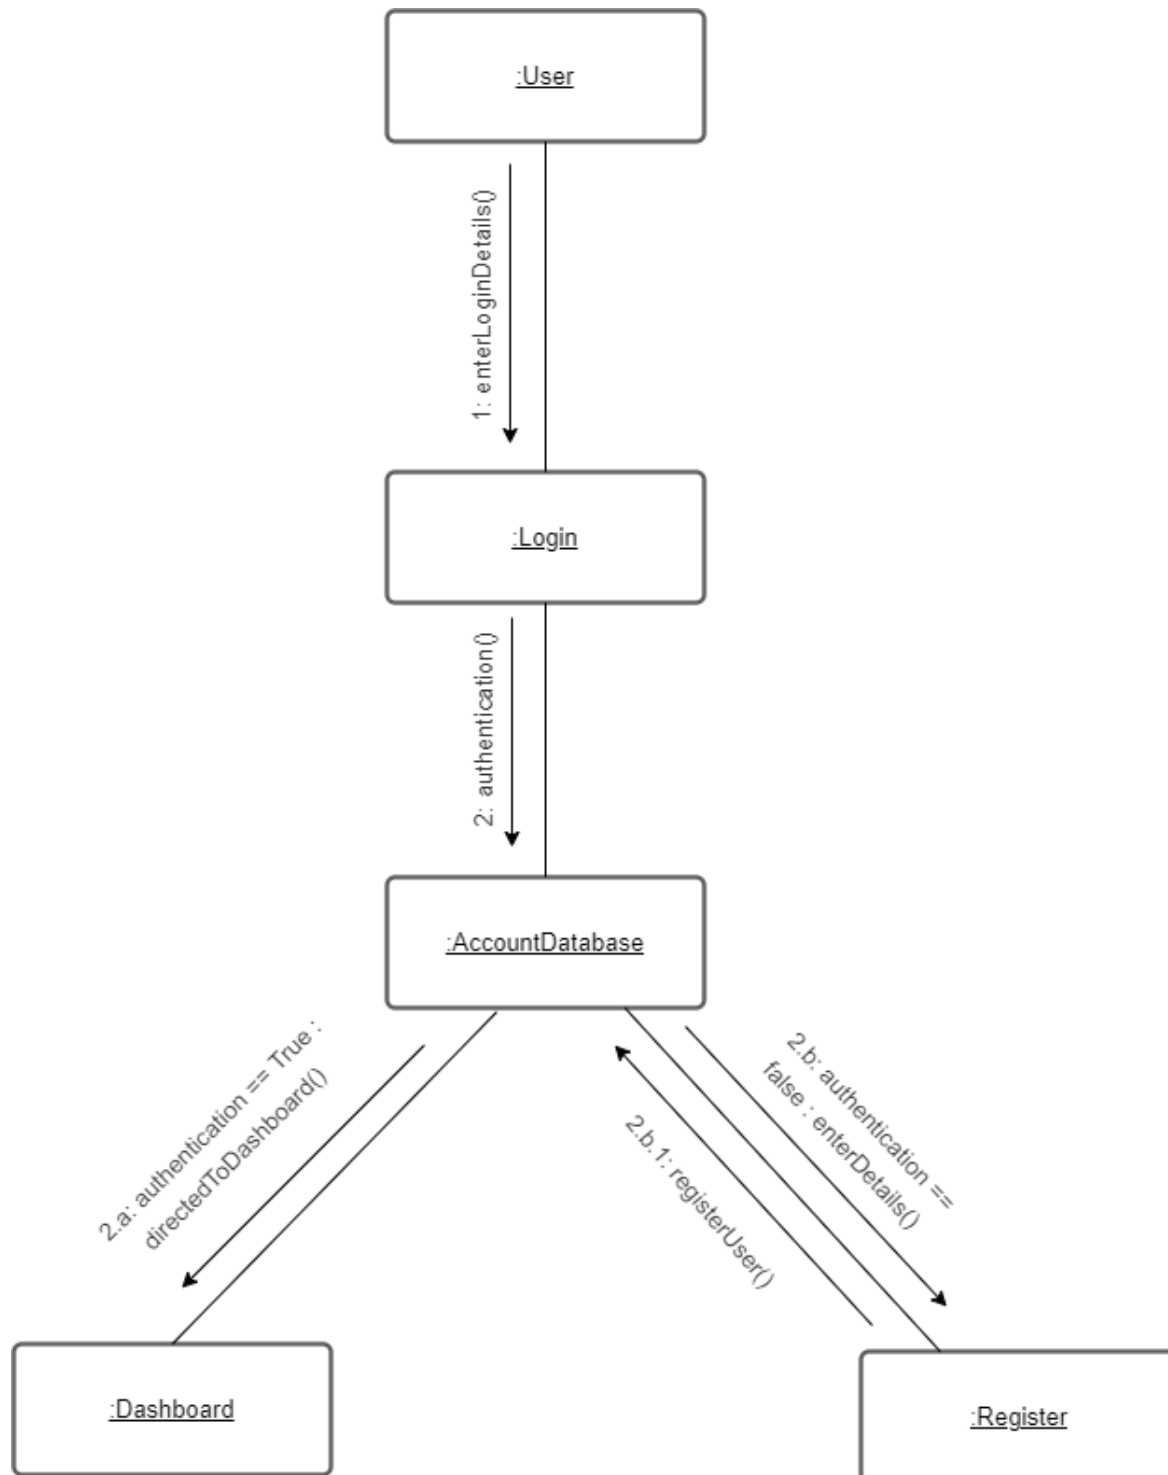 :User
1: enterLoginDetails()
:Login
2: authentication()
:AccountDatabase
2.a: authentication == True :
directedToDashboard()
2.b: authentication ==
false : enterDetails()
2.b.1: registerUser()
:Dashboard
:Register